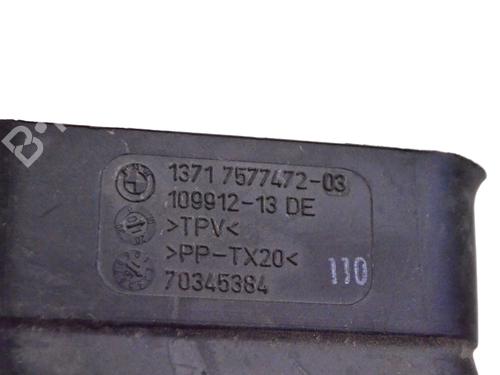 1371 7577472-03
109912-13 DE
>TPV<
>PP-TX20<
70345384
110